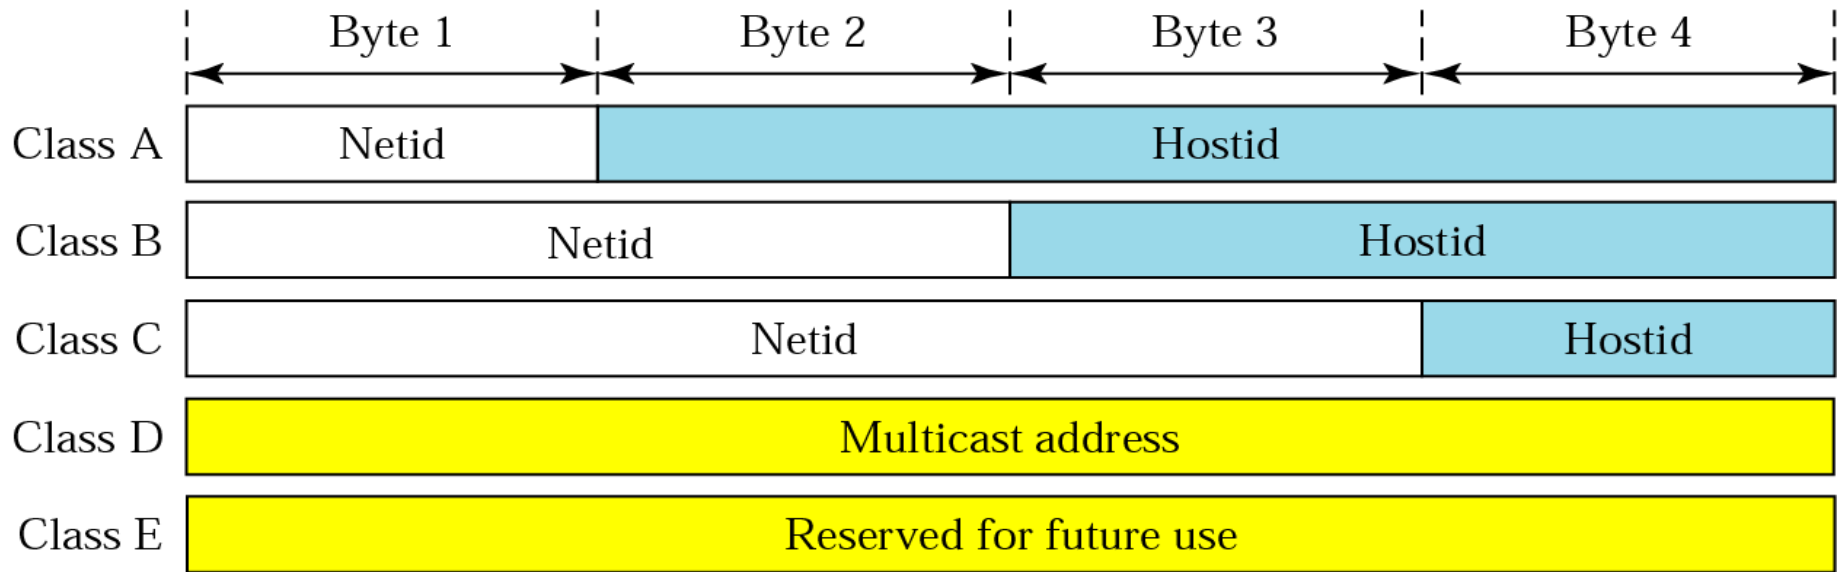 Byte 1 Byte 2 Byte 3 Byte 4
Class A Netid Hostid
Class B Netid Hostid
Class C Netid Hostid
Class D Multicast address
Class E Reserved for future use